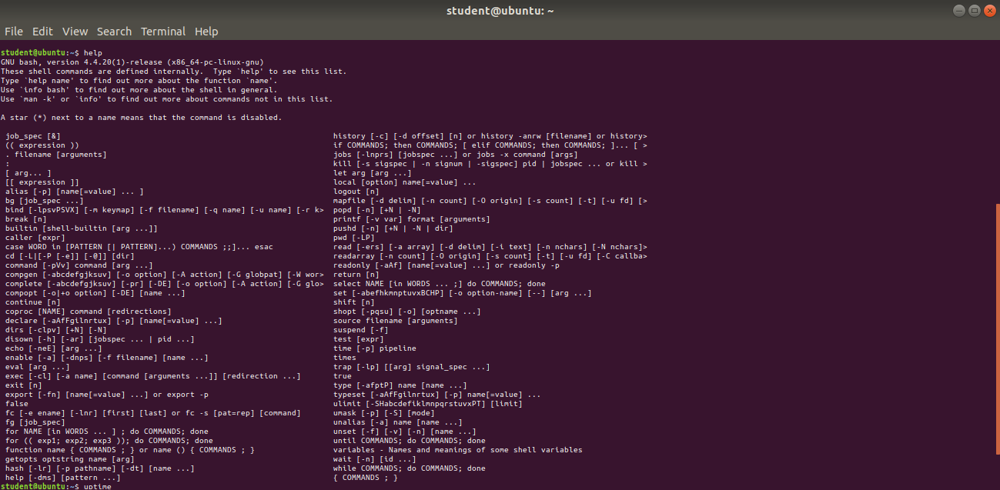 student@ubuntu: ~
File Edit View Search Terminal Help
student@ubuntu:~$ help
GNU bash, version 4.4.20(1)-release (x86_64-pc-linux-gnu)
These shell commands are defined internally.  Type `help' to see this list.
Type `help name' to find out more about the function `name'.
Use `info bash' to find out more about the shell in general.
Use `man -k' or `info' to find out more about commands not in this list.
A star (*) next to a name means that the command is disabled.
job_spec [&]
(( expression ))
. filename [arguments]
:
[ arg... ]
[[ expression ]]
alias [-p] [name[=value] ... ]
bg [job_spec ...]
bind [-lpsvPSVX] [-m keymap] [-f filename] [-q name] [-u name] [-r k>
break [n]
builtin [shell-builtin [arg ...]]
caller [expr]
case WORD in [PATTERN [| PATTERN]...) COMMANDS ;;]... esac
cd [-L|[-P [-e]] [-@]] [dir]
command [-pVv] command [arg ...]
compgen [-abcdefgjksuv] [-o option] [-A action] [-G globpat] [-W wor>
complete [-abcdefgjksuv] [-pr] [-DE] [-o option] [-A action] [-G glo>
compopt [-o|+o option] [-DE] [name ...]
continue [n]
coproc [NAME] command [redirections]
declare [-aAfFgilnrtux] [-p] [name[=value] ...]
dirs [-clpv] [+N] [-N]
disown [-h] [-ar] [jobspec ... | pid ...]
echo [-neE] [arg ...]
enable [-a] [-dnps] [-f filename] [name ...]
eval [arg ...]
exec [-cl] [-a name] [command [arguments ...]] [redirection ...]
exit [n]
export [-fn] [name[=value] ...] or export -p
false
fc [-e ename] [-lnr] [first] [last] or fc -s [pat=rep] [command]
fg [job_spec]
for NAME [in WORDS ... ] ; do COMMANDS; done
for (( exp1; exp2; exp3 )); do COMMANDS; done
function name { COMMANDS ; } or name () { COMMANDS ; }
getopts optstring name [arg]
hash [-lr] [-p pathname] [-dt] [name ...]
help [-dms] [pattern ...]
history [-c] [-d offset] [n] or history -anrw [filename] or history>
if COMMANDS; then COMMANDS; [ elif COMMANDS; then COMMANDS; ]... [ >
jobs [-lnprs] [jobspec ...] or jobs -x command [args]
kill [-s sigspec | -n signum | -sigspec] pid | jobspec ... or kill >
let arg [arg ...]
local [option] name[=value] ...
logout [n]
mapfile [-d delim] [-n count] [-O origin] [-s count] [-t] [-u fd] [>
popd [-n] [+N | -N]
printf [-v var] format [arguments]
pushd [-n] [+N | -N | dir]
pwd [-LP]
read [-ers] [-a array] [-d delim] [-i text] [-n nchars] [-N nchars]>
readarray [-n count] [-O origin] [-s count] [-t] [-u fd] [-C callba>
readonly [-aAf] [name[=value] ...] or readonly -p
return [n]
select NAME [in WORDS ... ;] do COMMANDS; done
set [-abefhkmnptuvxBCHP] [-o option-name] [--] [arg ...]
shift [n]
shopt [-pqsu] [-o] [optname ...]
source filename [arguments]
suspend [-f]
test [expr]
time [-p] pipeline
times
trap [-lp] [[arg] signal_spec ...]
true
type [-afptP] name [name ...]
typeset [-aAfFgilnrtux] [-p] name[=value] ...
ulimit [-SHabcdefiklmnpqrstuvxPT] [limit]
umask [-p] [-S] [mode]
unalias [-a] name [name ...]
unset [-f] [-v] [-n] [name ...]
until COMMANDS; do COMMANDS; done
variables - Names and meanings of some shell variables
wait [-n] [id ...]
while COMMANDS; do COMMANDS; done
{ COMMANDS ; }
student@ubuntu:~$ uptime